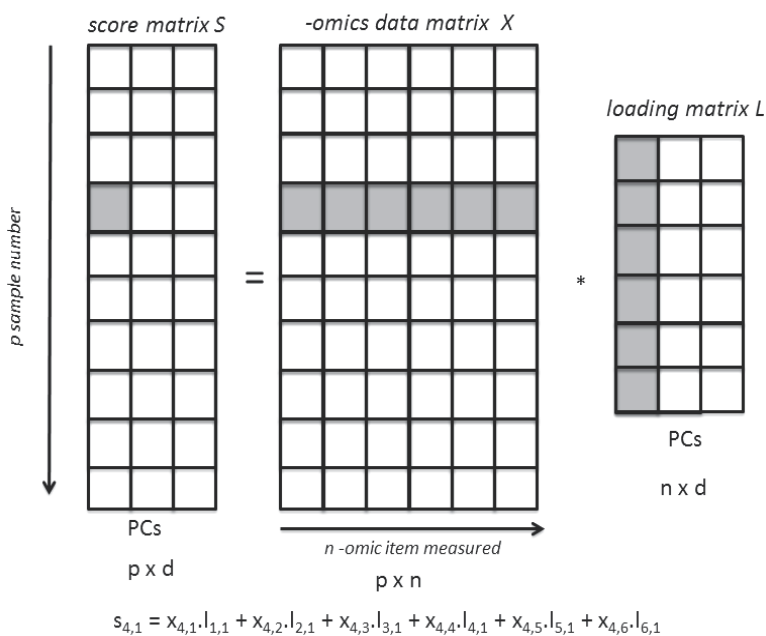 score matrix S
-omics data matrix X
loading matrix L
p sample number
=
*
PCs
n x d
PCs
p x d
n -omic item measured
p x n
s4,1 = x4,1.l1,1 + x4,2.l2,1 + x4,3.l3,1 + x4,4.l4,1 + x4,5.l5,1 + x4,6.l6,1